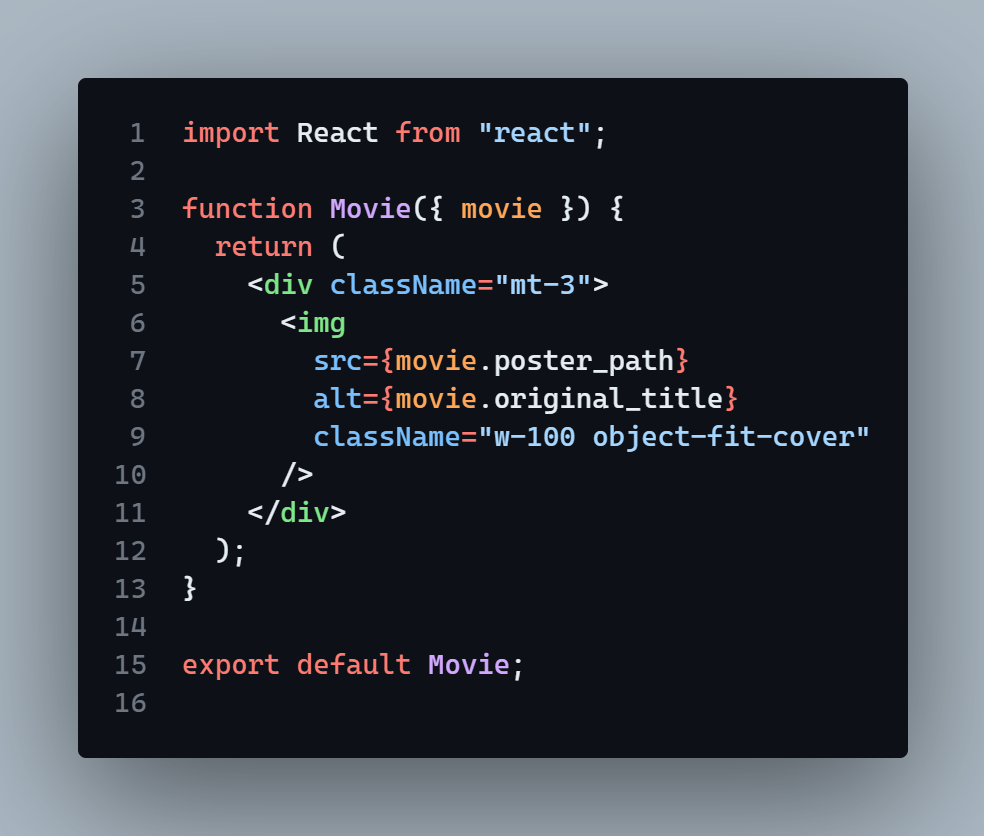 1 import React from "react";
2
3 function Movie({ movie }) {
4   return (
5     <div className="mt-3">
6       <img
7         src={movie.poster_path}
8         alt={movie.original_title}
9         className="w-100 object-fit-cover"
10       />
11     </div>
12   );
13 }
14
15 export default Movie;
16